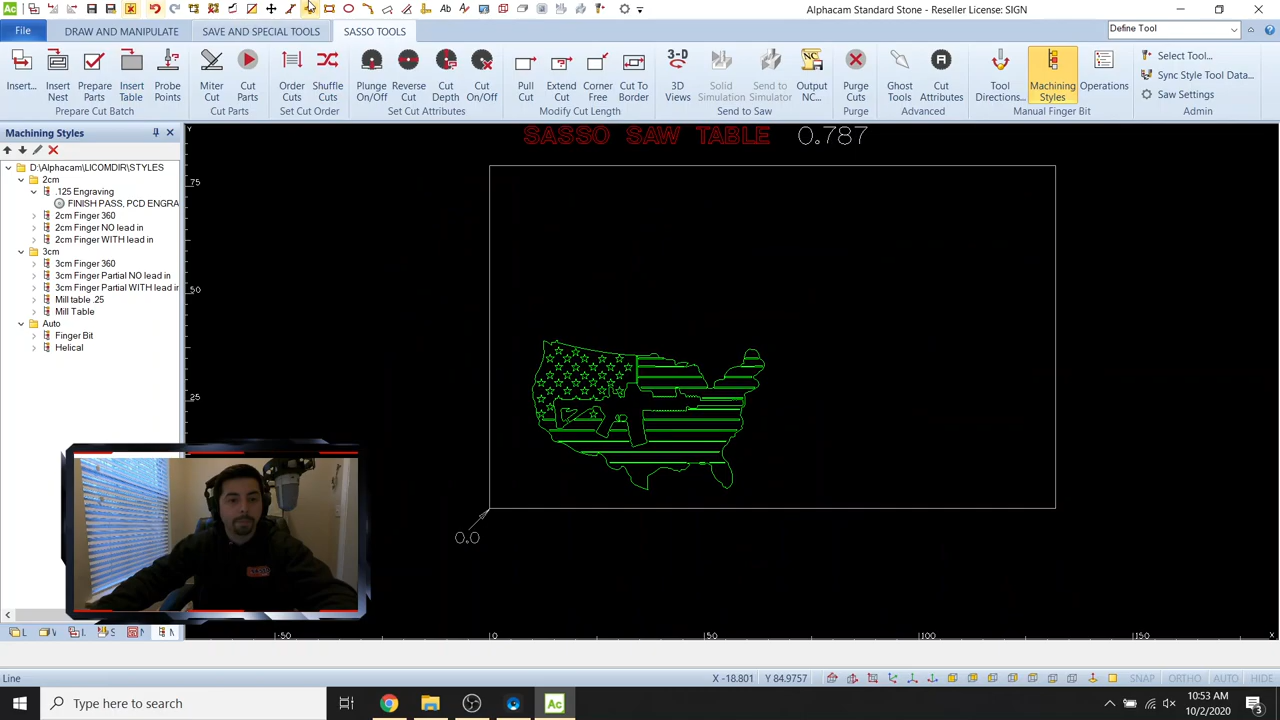 Alphacam Standard Stone - Reseller License: SIGN
File
DRAW AND MANIPULATE
SAVE AND SPECIAL TOOLS
SASSO TOOLS
Define Tool
Insert...
Insert Nest
Prepare Parts
Insert Table
Probe Points
Miter Cut
Cut Parts
Order Cuts
Shuffle Cuts
Plunge On/Off
Reverse Cut
Cut Depth
Cut On/Off
Pull Cut
Extend Cut
Corner Free
Cut To Border
3D Views
Solid Simulation
Send to Simulator
Output NC...
Purge Cuts
Ghost Tools
Cut Attributes
Tool Directions...
Machining Styles
Operations
Select Tool...
Sync Style Tool Data...
Saw Settings
Prepare Cut Batch
Cut Parts
Set Cut Order
Set Cut Attributes
Modify Cut Length
Send to Saw
Purge
Advanced
Manual Finger Bit
Admin
Machining Styles
D:\Alphacam\LICOMDIR\STYLES
2cm
.125 Engraving
FINISH PASS, PCD ENGRA
2cm Finger 360
2cm Finger NO lead in
2cm Finger WITH lead in
3cm
3cm Finger 360
3cm Finger Partial NO lead in
3cm Finger Partial WITH lead in
Mill table .25
Mill Table
Auto
Finger Bit
Helical
SASSO SAW TABLE 0.787
Y
75
50
25
0.0
-50
0
50
100
150
X
Line
X -18.801
Y 84.9757
SNAP
ORTHO
AUTO
HIDE
Type here to search
Ac
10:53 AM
10/2/2020
3